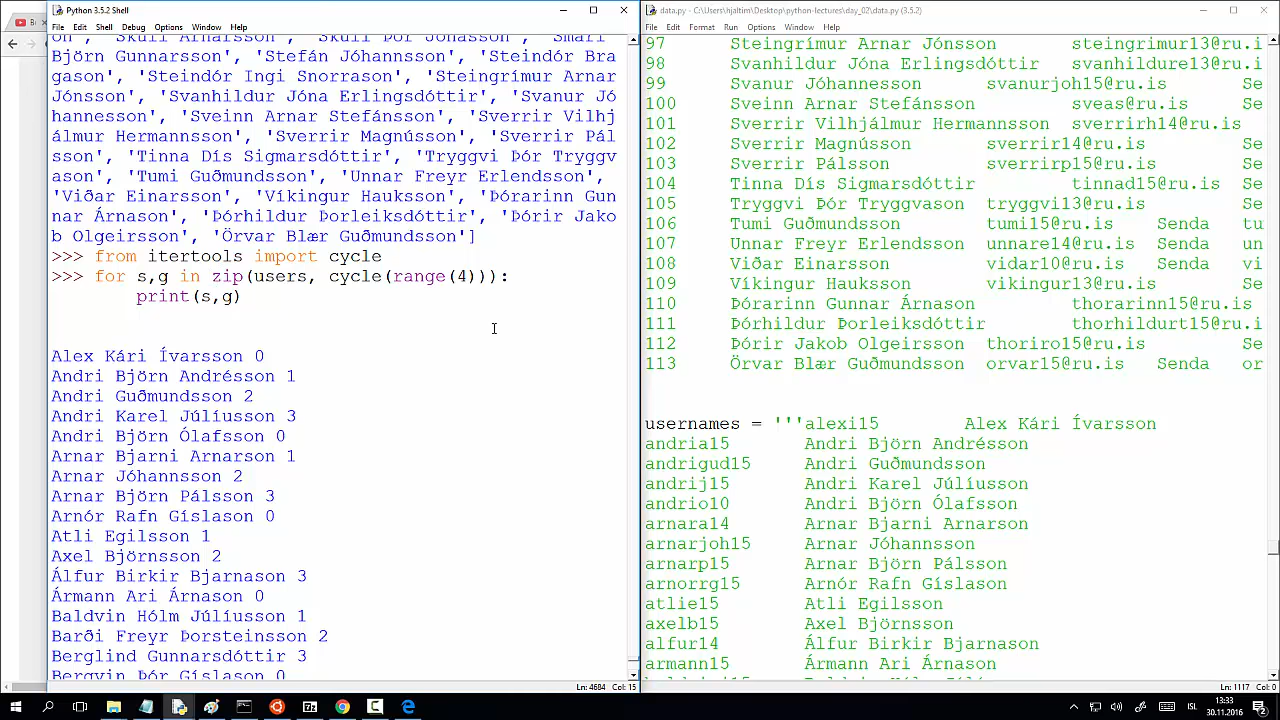 Python 3.5.2 Shell
File Edit Shell Debug Options Window Help
on', 'Skúli Arnarsson', 'Skúli Þór Jónasson', 'Smári
Björn Gunnarsson', 'Stefán Jóhannsson', 'Steindór Bra
gason', 'Steindór Ingi Snorrason', 'Steingrímur Arnar
Jónsson', 'Svanhildur Jóna Erlingsdóttir', 'Svanur Jó
hannesson', 'Sveinn Arnar Stefánsson', 'Sverrir Vilhj
álmur Hermannsson', 'Sverrir Magnússon', 'Sverrir Pál
sson', 'Tinna Dís Sigmarsdóttir', 'Tryggvi Þór Tryggv
ason', 'Tumi Guðmundsson', 'Unnar Freyr Erlendsson',
'Viðar Einarsson', 'Víkingur Hauksson', 'Þórarinn Gun
nar Árnason', 'Þórhildur Þorleiksdóttir', 'Þórir Jako
b Olgeirsson', 'Örvar Blær Guðmundsson']
>>> from itertools import cycle
>>> for s,g in zip(users, cycle(range(4))):
print(s,g)
Alex Kári Ívarsson 0
Andri Björn Andrésson 1
Andri Guðmundsson 2
Andri Karel Júlíusson 3
Andri Björn Ólafsson 0
Arnar Bjarni Arnarson 1
Arnar Jóhannsson 2
Arnar Björn Pálsson 3
Arnór Rafn Gíslason 0
Atli Egilsson 1
Axel Björnsson 2
Álfur Birkir Bjarnason 3
Ármann Ari Árnason 0
Baldvin Hólm Júlíusson 1
Barði Freyr Þorsteinsson 2
Berglind Gunnarsdóttir 3
Bergvin Þór Gíslason 0
Ln: 4684 Col: 15
data.py - C:\Users\hjaltim\Desktop\python-lectures\day_02\data.py (3.5.2)
File Edit Format Run Options Window Help
97 Steingrímur Arnar Jónsson steingrimur13@ru.i
98 Svanhildur Jóna Erlingsdóttir svanhildure13@ru.i
99 Svanur Jóhannesson svanurjoh15@ru.is Se
100 Sveinn Arnar Stefánsson sveas@ru.is Se
101 Sverrir Vilhjálmur Hermannsson sverrirh14@ru.is
102 Sverrir Magnússon sverrir14@ru.is Se
103 Sverrir Pálsson sverrirp15@ru.is Se
104 Tinna Dís Sigmarsdóttir tinnad15@ru.is Se
105 Tryggvi Þór Tryggvason tryggvi13@ru.is Se
106 Tumi Guðmundsson tumi15@ru.is Senda tu
107 Unnar Freyr Erlendsson unnare14@ru.is Senda un
108 Viðar Einarsson vidar10@ru.is Senda vi
109 Víkingur Hauksson vikingur13@ru.is Se
110 Þórarinn Gunnar Árnason thorarinn15@ru.is
111 Þórhildur Þorleiksdóttir thorhildurt15@ru.i
112 Þórir Jakob Olgeirsson thoriro15@ru.is Se
113 Örvar Blær Guðmundsson orvar15@ru.is Senda or
usernames = '''alexi15 Alex Kári Ívarsson
andria15 Andri Björn Andrésson
andrigud15 Andri Guðmundsson
andrij15 Andri Karel Júlíusson
andrio10 Andri Björn Ólafsson
arnara14 Arnar Bjarni Arnarson
arnarjoh15 Arnar Jóhannsson
arnarp15 Arnar Björn Pálsson
arnorrg15 Arnór Rafn Gíslason
atlie15 Atli Egilsson
axelb15 Axel Björnsson
alfur14 Álfur Birkir Bjarnason
armann15 Ármann Ari Árnason
Ln: 1117 Col: 0
ÍSL
13:33
30.11.2016